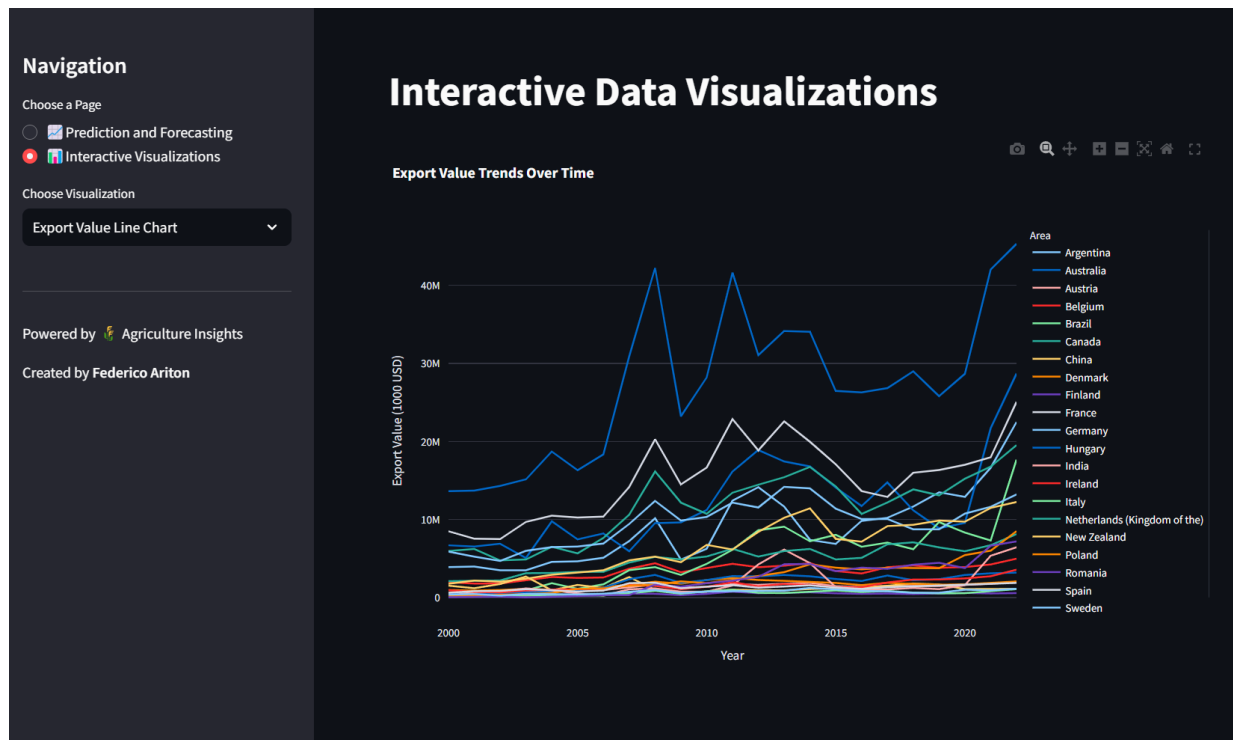 Navigation
Choose a Page
Prediction and Forecasting
Interactive Visualizations
Choose Visualization
Export Value Line Chart
Powered by Agriculture Insights
Created by Federico Ariton
Interactive Data Visualizations
Export Value Trends Over Time
Export Value (1000 USD)
40M
30M
20M
10M
0
2000
2005
2010
2015
2020
Year
Area
Argentina
Australia
Austria
Belgium
Brazil
Canada
China
Denmark
Finland
France
Germany
Hungary
India
Ireland
Italy
Netherlands (Kingdom of the)
New Zealand
Poland
Romania
Spain
Sweden